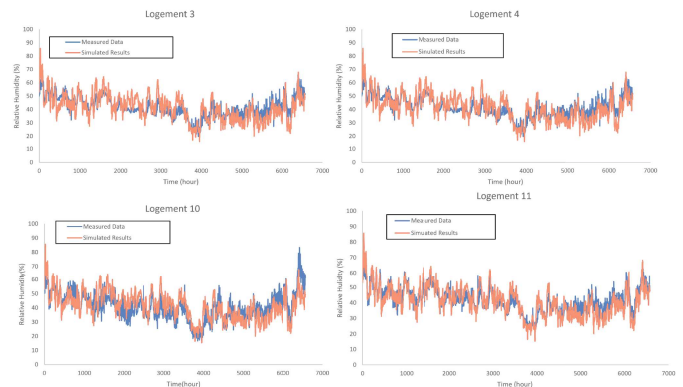 Logement 3
100
90
80
70
60
50
40
30
20
10
0
Relative Humidity (%)
Measured Data
Simulated Results
0 1000 2000 3000 4000 5000 6000 7000
Time (hour)
Logement 4
100
90
80
70
60
50
40
30
20
10
0
Relative Humidity (%)
Measured Data
Simulated Results
0 1000 2000 3000 4000 5000 6000 7000
Time (hour)
Logement 10
100
90
80
70
60
50
40
30
20
10
0
Relative Humidity(%)
Measured Data
Simulated Results
0 1000 2000 3000 4000 5000 6000 7000
Time(hour)
Logement 11
100
90
80
70
60
50
40
30
20
10
0
Relative Humidity (%)
Measured Data
Simuated Results
0 1000 2000 3000 4000 5000 6000 7000
Time (hour)